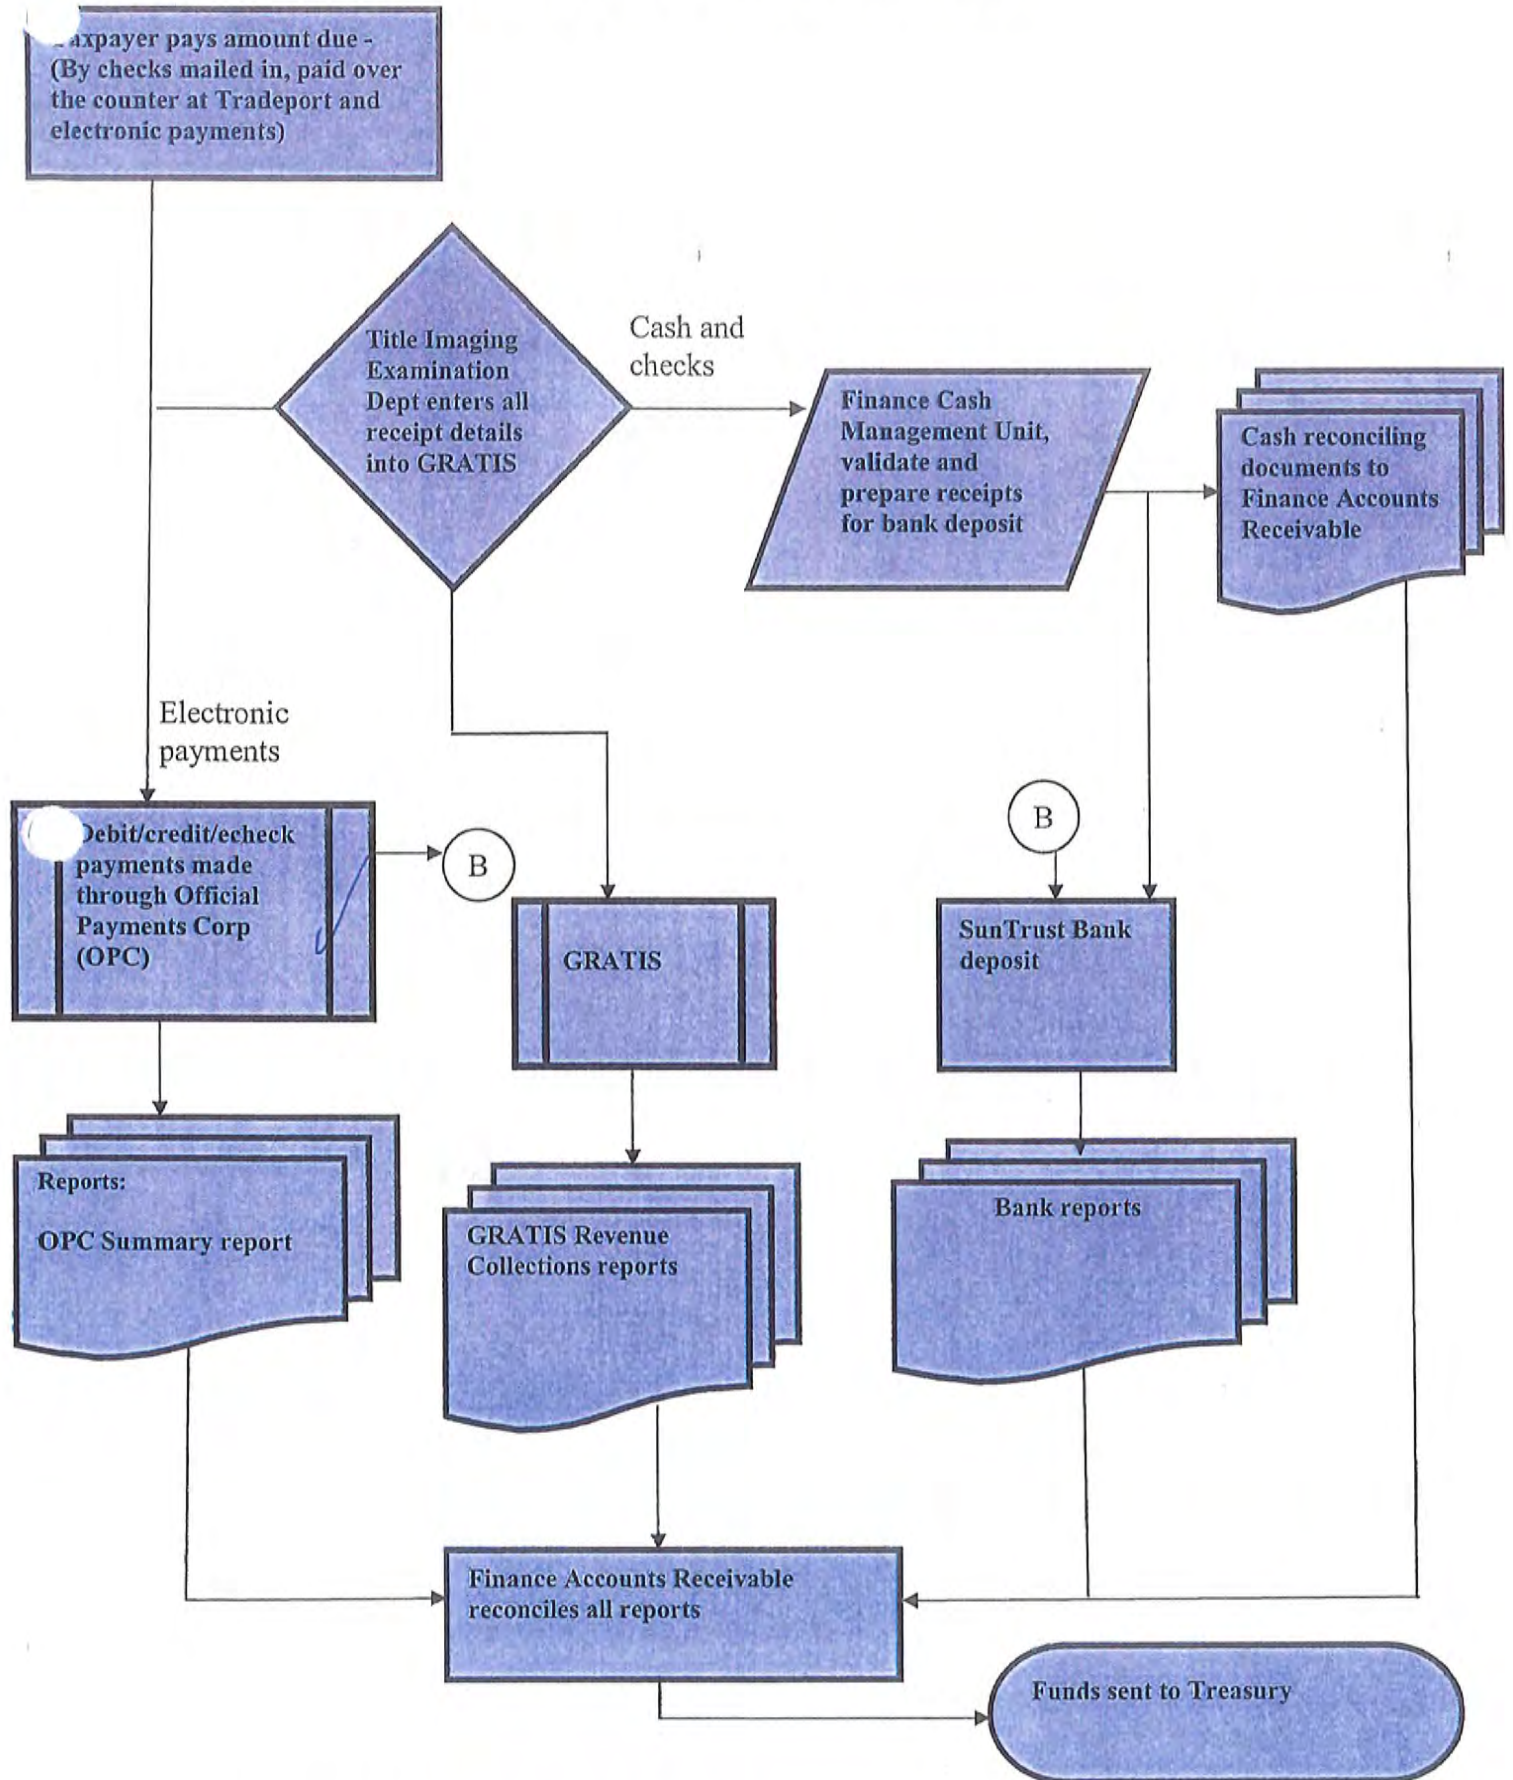 Taxpayer pays amount due -
(By checks mailed in, paid over
the counter at Tradeport and
electronic payments)
Title Imaging
Examination
Dept enters all
receipt details
into GRATIS
Cash and
checks
Finance Cash
Management Unit,
validate and
prepare receipts
for bank deposit
Cash reconciling
documents to
Finance Accounts
Receivable
Electronic
payments
Debit/credit/echeck
payments made
through Official
Payments Corp
(OPC)
B
GRATIS
B
SunTrust Bank
deposit
Reports:
OPC Summary report
GRATIS Revenue
Collections reports
Bank reports
Finance Accounts Receivable
reconciles all reports
Funds sent to Treasury